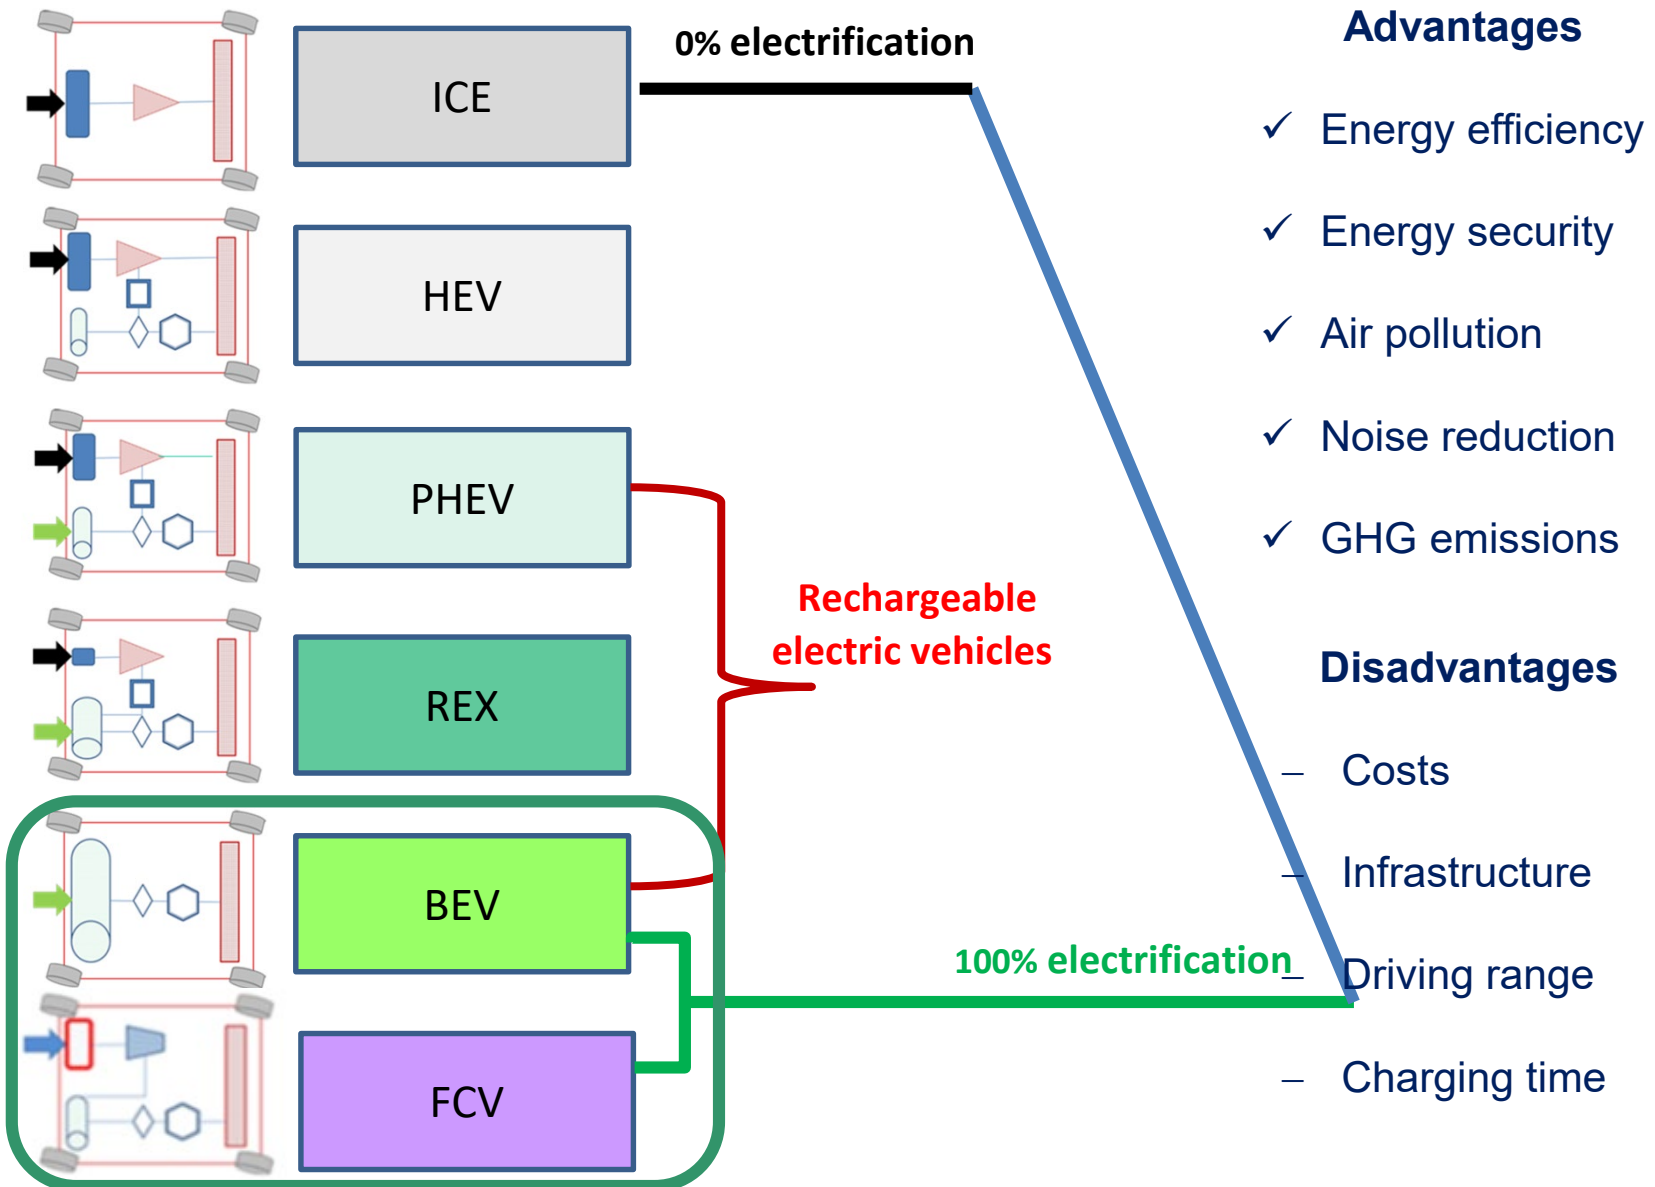 ICE
HEV
PHEV
REX
BEV
FCV
0% electrification
Rechargeable
electric vehicles
100% electrification
Advantages
✓ Energy efficiency
✓ Energy security
✓ Air pollution
✓ Noise reduction
✓ GHG emissions
Disadvantages
– Costs
– Infrastructure
– Driving range
– Charging time